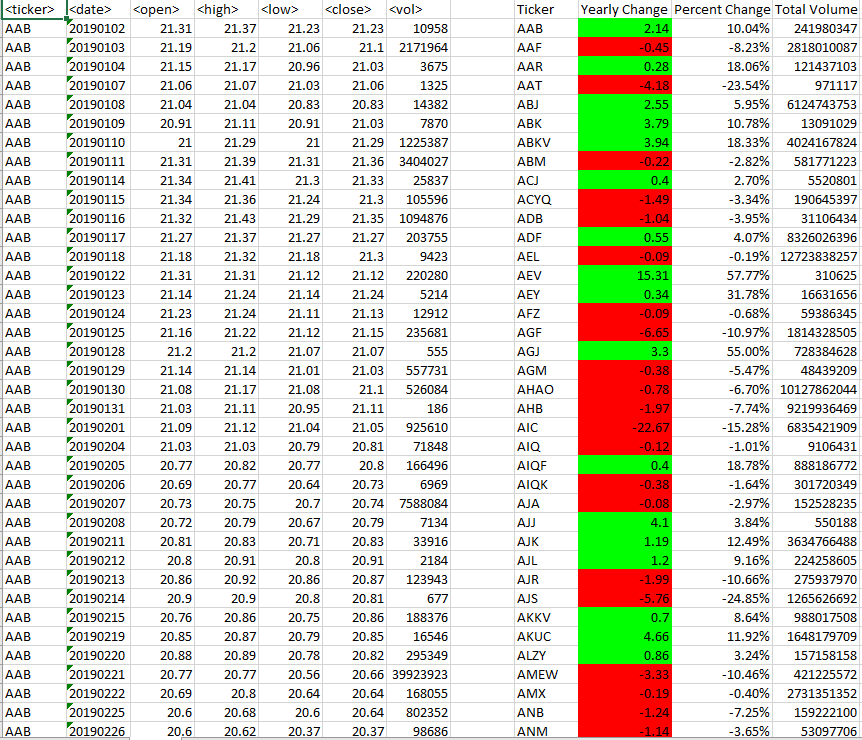 <ticker> <date> <open> <high> <low> <close> <vol> Ticker Yearly Change Percent Change Total Volume
AAB 20190102 21.31 21.37 21.23 21.23 10958 AAB 2.14 10.04% 241980347
AAB 20190103 21.19 21.2 21.06 21.1 2171964 AAF -0.45 -8.23% 2818010087
AAB 20190104 21.15 21.17 20.96 21.03 3675 AAR 0.28 18.06% 121437103
AAB 20190107 21.06 21.07 21.03 21.06 1325 AAT -4.18 -23.54% 971117
AAB 20190108 21.04 21.04 20.83 20.83 14382 ABJ 2.55 5.95% 6124743753
AAB 20190109 20.91 21.11 20.91 21.03 7870 ABK 3.79 10.78% 13091029
AAB 20190110 21 21.29 21 21.29 1225387 ABKV 3.94 18.33% 4024167824
AAB 20190111 21.31 21.39 21.31 21.36 3404027 ABM -0.22 -2.82% 581771223
AAB 20190114 21.34 21.41 21.3 21.33 25837 ACJ 0.4 2.70% 5520801
AAB 20190115 21.34 21.36 21.24 21.3 105596 ACYQ -1.49 -3.34% 190645397
AAB 20190116 21.32 21.43 21.29 21.35 1094876 ADB -1.04 -3.95% 31106434
AAB 20190117 21.27 21.37 21.27 21.27 203755 ADF 0.55 4.07% 8326026396
AAB 20190118 21.18 21.32 21.18 21.3 9323 AEL -0.09 -0.19% 12723838257
AAB 20190122 21.31 21.31 21.12 21.12 220280 AEV 15.31 57.77% 310625
AAB 20190123 21.14 21.24 21.14 21.24 5214 AEY 0.34 31.78% 16631656
AAB 20190124 21.23 21.24 21.11 21.13 12912 AFZ -0.09 -0.68% 59386345
AAB 20190125 21.16 21.22 21.12 21.15 235681 AGF -6.65 -10.97% 1814328505
AAB 20190128 21.2 21.2 21.07 21.07 555 AGJ 3.3 55.00% 728384628
AAB 20190129 21.14 21.14 21.01 21.03 557731 AGM -0.38 -5.47% 48439209
AAB 20190130 21.08 21.17 21.08 21.1 526084 AHAO -0.78 -6.70% 10127862044
AAB 20190131 21.03 21.11 20.95 21.11 186 AHB -1.97 -7.74% 9219936469
AAB 20190201 21.09 21.12 21.04 21.05 925610 AIC -22.67 -15.28% 6835421909
AAB 20190204 21.03 21.03 20.79 20.81 71848 AIQ -0.12 -1.01% 9106431
AAB 20190205 20.77 20.82 20.77 20.8 166496 AIQF 0.4 18.78% 888186772
AAB 20190206 20.69 20.77 20.64 20.73 6969 AIQK -0.38 -1.64% 301720349
AAB 20190207 20.73 20.75 20.7 20.74 7588084 AJA -0.08 -2.97% 152528235
AAB 20190208 20.72 20.79 20.67 20.79 7134 AJJ 4.1 3.84% 550188
AAB 20190211 20.81 20.83 20.71 20.83 33916 AJK 1.19 12.49% 3634766488
AAB 20190212 20.8 20.91 20.8 20.91 2184 AJL 1.2 9.16% 224258605
AAB 20190213 20.86 20.92 20.86 20.87 123943 AJR -1.99 -10.66% 275937970
AAB 20190214 20.9 20.9 20.8 20.81 677 AJS -5.76 -24.85% 1265626692
AAB 20190215 20.76 20.86 20.75 20.86 188376 AKKV 0.7 8.64% 988017508
AAB 20190219 20.85 20.87 20.79 20.85 16546 AKUC 4.66 11.92% 1648179709
AAB 20190220 20.88 20.89 20.78 20.82 295349 ALZY 0.86 3.24% 157158158
AAB 20190221 20.77 20.77 20.56 20.66 39923923 AMEW -3.33 -10.46% 421225572
AAB 20190222 20.69 20.8 20.64 20.64 168055 AMX -0.19 -0.40% 2731351352
AAB 20190225 20.6 20.68 20.6 20.64 802352 ANB -1.24 -7.25% 159222100
AAB 20190226 20.6 20.62 20.37 20.37 98686 ANM -1.14 -3.65% 53097706